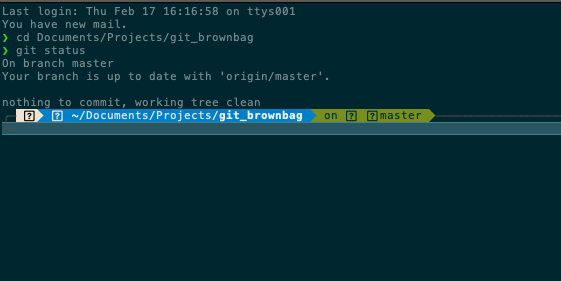 Last login: Thu Feb 17 16:16:58 on ttys001
You have new mail.
❯ cd Documents/Projects/git_brownbag
❯ git status
On branch master
Your branch is up to date with 'origin/master'.
nothing to commit, working tree clean
~/Documents/Projects/git_brownbag on master